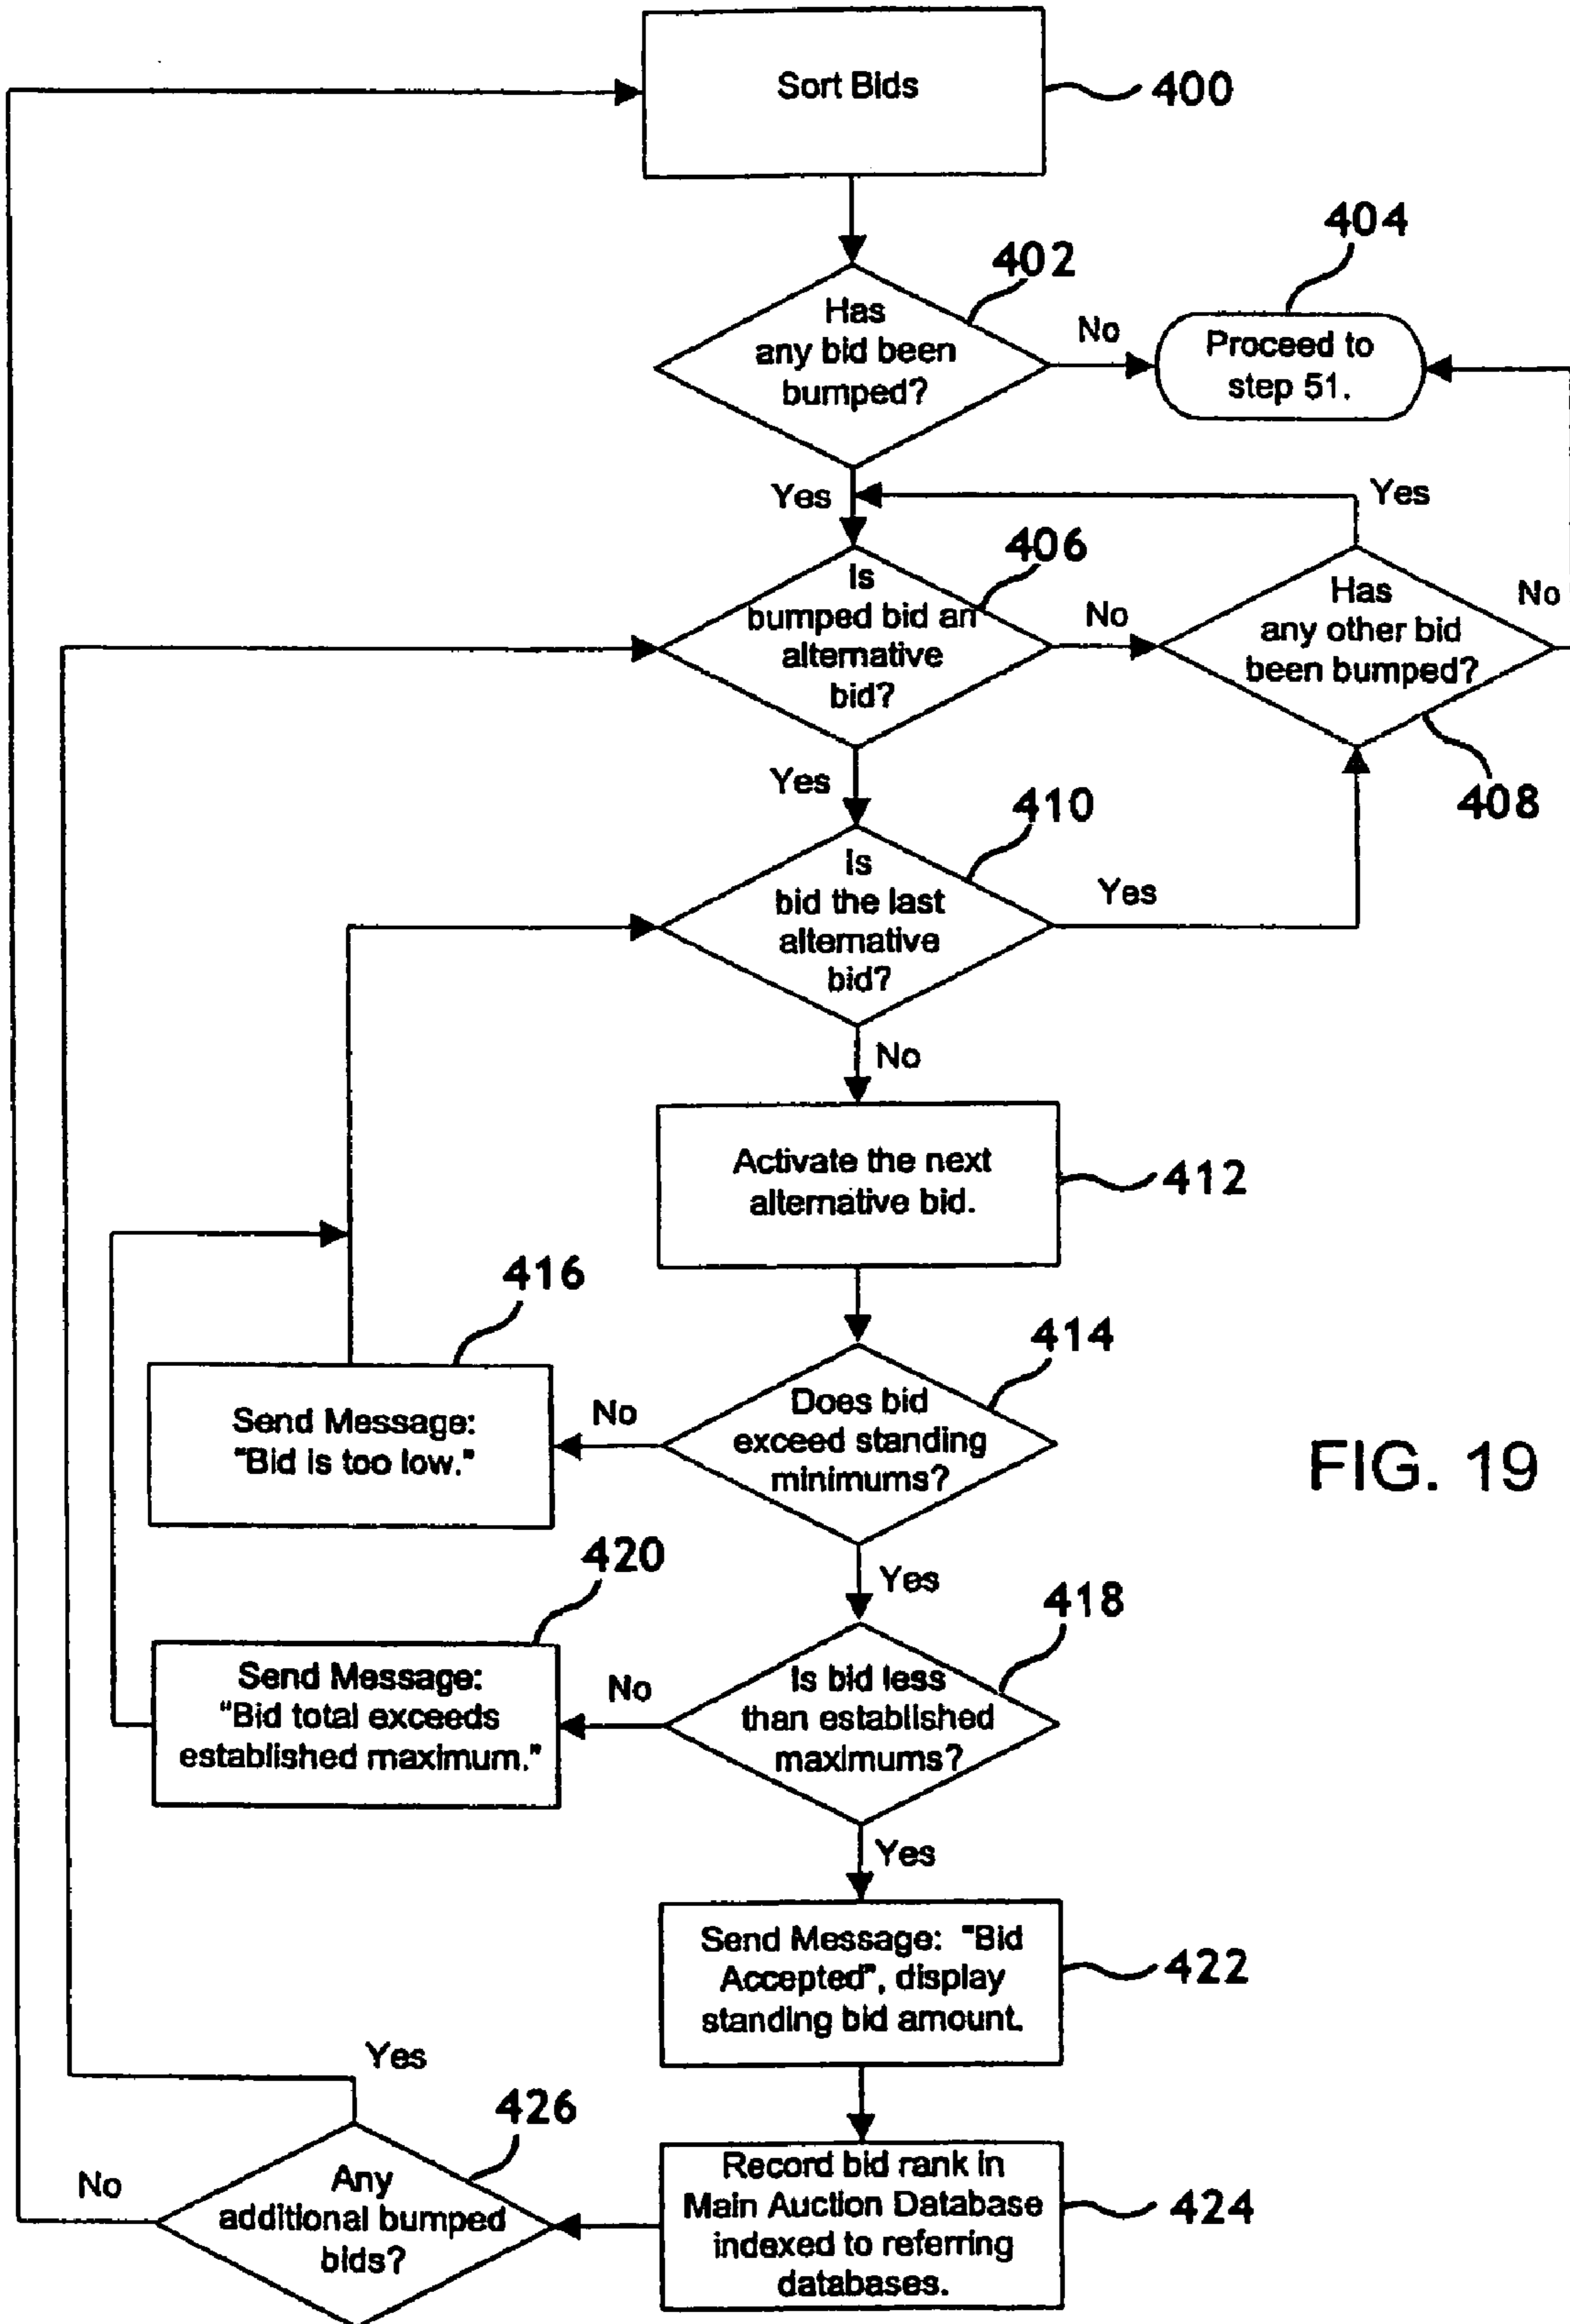 Sort Bids
400
404
402
Has
any bid been
bumped?
No
Proceed to
step 51.
Yes
Yes
406
Is
bumped bid an
alternative
bid?
No
Has
any other bid
been bumped?
No
408
Yes
410
Is
bid the last
alternative
bid?
Yes
No
Activate the next
alternative bid.
412
416
414
Send Message:
"Bid is too low."
No
Does bid
exceed standing
minimums?
FIG. 19
420
Yes
418
Send Message:
"Bid total exceeds
established maximum."
No
Is bid less
than established
maximums?
Yes
Send Message: "Bid
Accepted", display
standing bid amount.
422
Yes
426
No
Any
additional bumped
bids?
Record bid rank in
Main Auction Database
indexed to referring
databases.
424